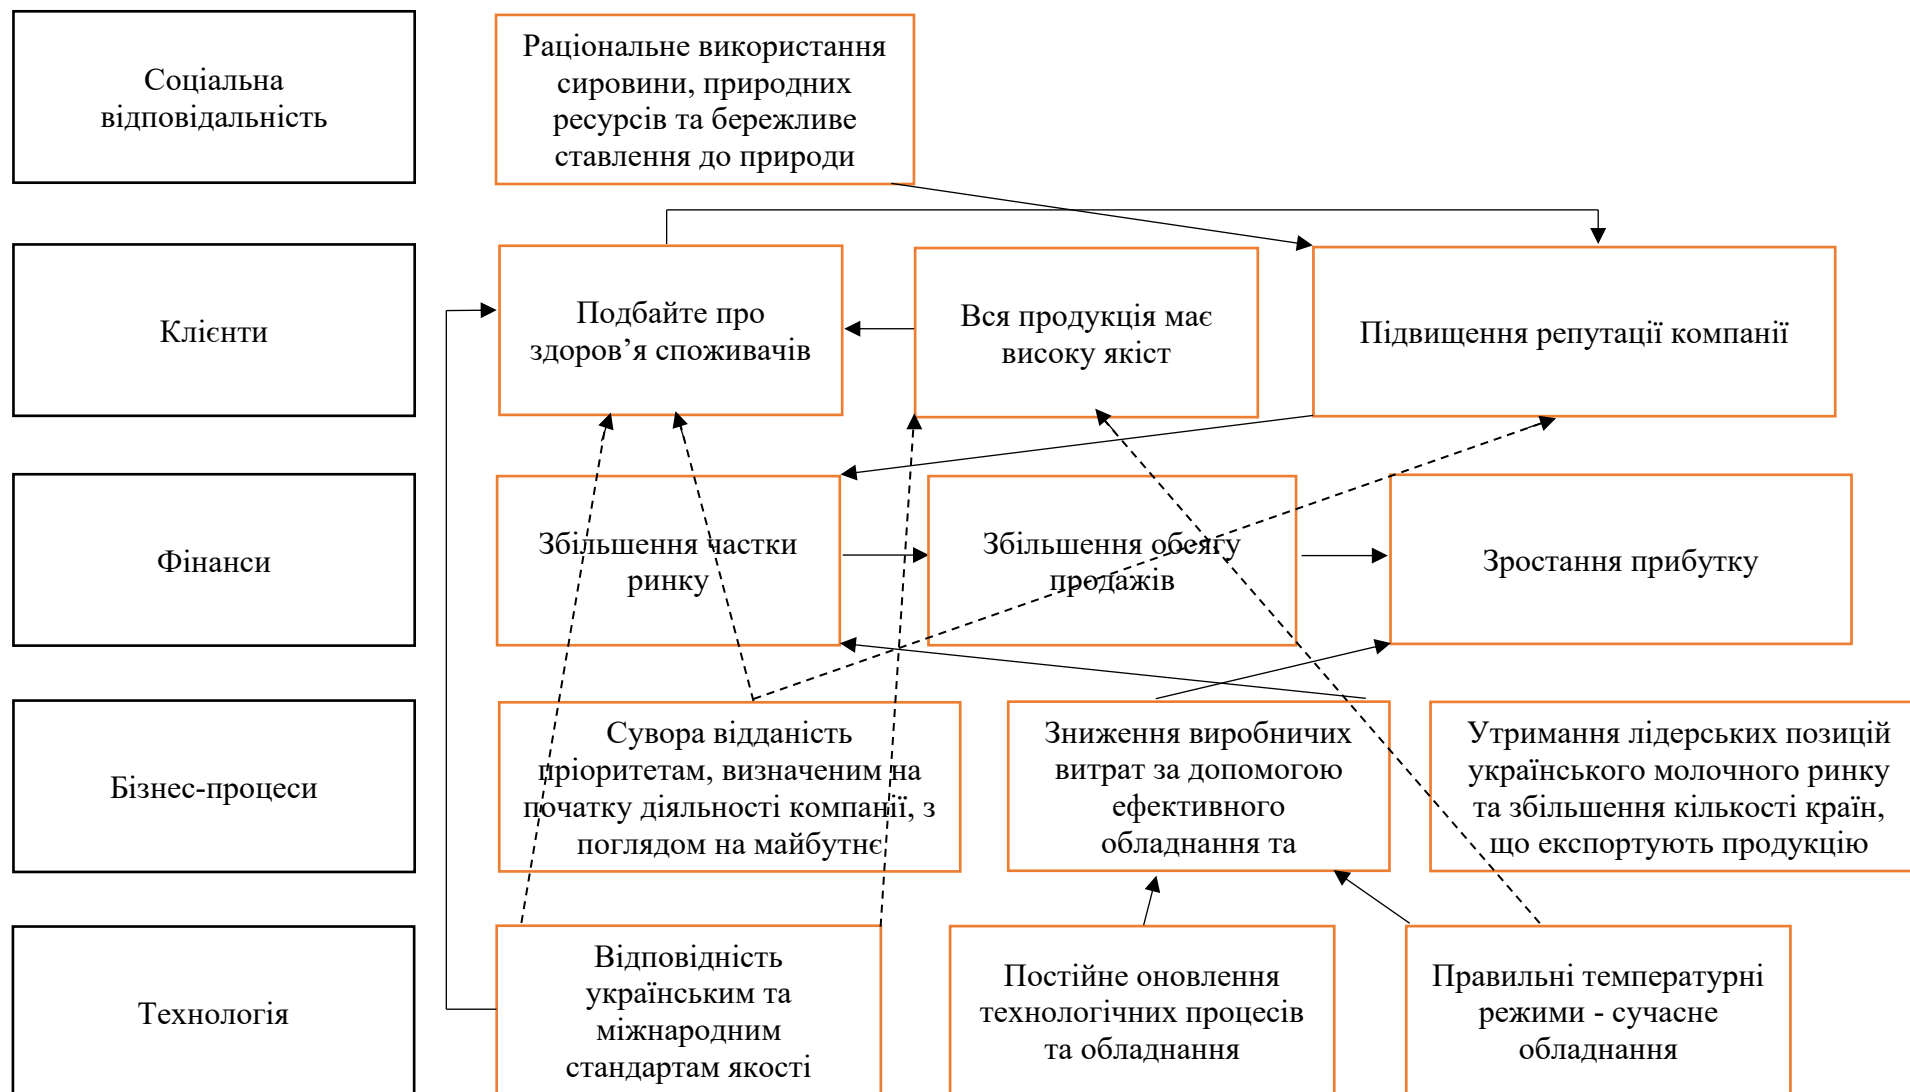 Соціальна
відповідальність
Раціональне використання
сировини, природних
ресурсів та бережливе
ставлення до природи
Клієнти
Подбайте про
здоров’я споживачів
Вся продукція має
високу якіст
Підвищення репутації компанії
Фінанси
Збільшення частки
ринку
Збільшення обсягу
продажів
Зростання прибутку
Бізнес-процеси
Сувора відданість
пріоритетам, визначеним на
початку діяльності компанії, з
поглядом на майбутнє
Зниження виробничих
витрат за допомогою
ефективного
обладнання та
Утримання лідерських позицій
українського молочного ринку
та збільшення кількості країн,
що експортують продукцію
Технологія
Відповідність
українським та
міжнародним
стандартам якості
Постійне оновлення
технологічних процесів
та обладнання
Правильні температурні
режими - сучасне
обладнання